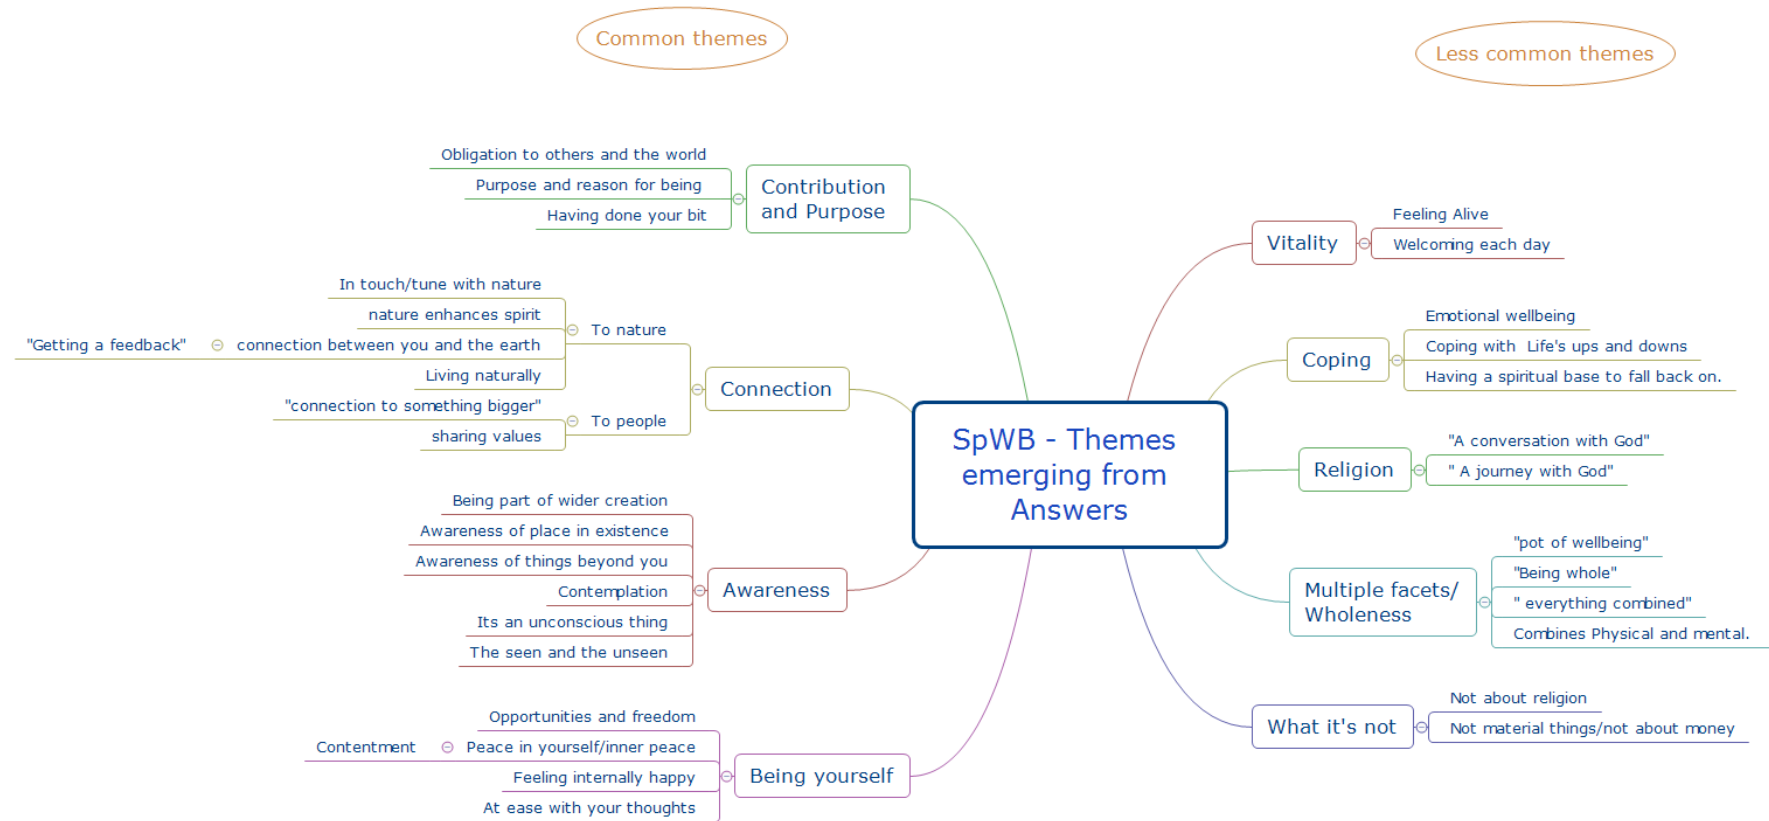 Common themes
Less common themes
Obligation to others and the world
Purpose and reason for being
Having done your bit
Contribution
and Purpose
In touch/tune with nature
nature enhances spirit
"Getting a feedback"
connection between you and the earth
Living naturally
To nature
"connection to something bigger"
sharing values
To people
Connection
Being part of wider creation
Awareness of place in existence
Awareness of things beyond you
Contemplation
Its an unconscious thing
The seen and the unseen
Awareness
Opportunities and freedom
Contentment
Peace in yourself/inner peace
Feeling internally happy
At ease with your thoughts
Being yourself
SpWB - Themes
emerging from
Answers
Vitality
Feeling Alive
Welcoming each day
Coping
Emotional wellbeing
Coping with  Life's ups and downs
Having a spiritual base to fall back on.
Religion
"A conversation with God"
" A journey with God"
Multiple facets/
Wholeness
"pot of wellbeing"
"Being whole"
" everything combined"
Combines Physical and mental.
What it's not
Not about religion
Not material things/not about money